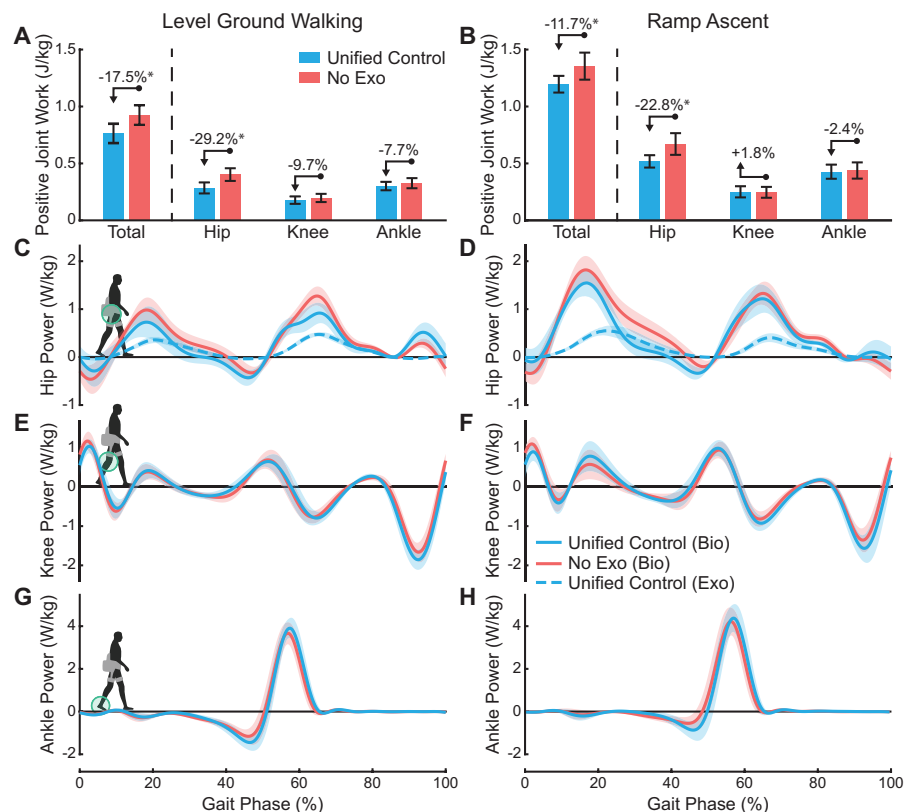 Level Ground Walking
Ramp Ascent
A
Positive Joint Work (J/kg)
1.5
1.0
0.5
0
-17.5%*
-29.2%*
-9.7%
-7.7%
Unified Control
No Exo
Total
Hip
Knee
Ankle
B
Positive Joint Work (J/kg)
1.5
1.0
0.5
0
-11.7%*
-22.8%*
+1.8%
-2.4%
Total
Hip
Knee
Ankle
C
Hip Power (W/kg)
2
1
0
-1
D
Hip Power (W/kg)
2
1
0
-1
E
Knee Power (W/kg)
1
0
-1
-2
F
Knee Power (W/kg)
1
0
-1
-2
Unified Control (Bio)
No Exo (Bio)
Unified Control (Exo)
G
Ankle Power (W/kg)
4
2
0
-2
0
20
40
60
80
100
Gait Phase (%)
H
Ankle Power (W/kg)
4
2
0
-2
0
20
40
60
80
100
Gait Phase (%)